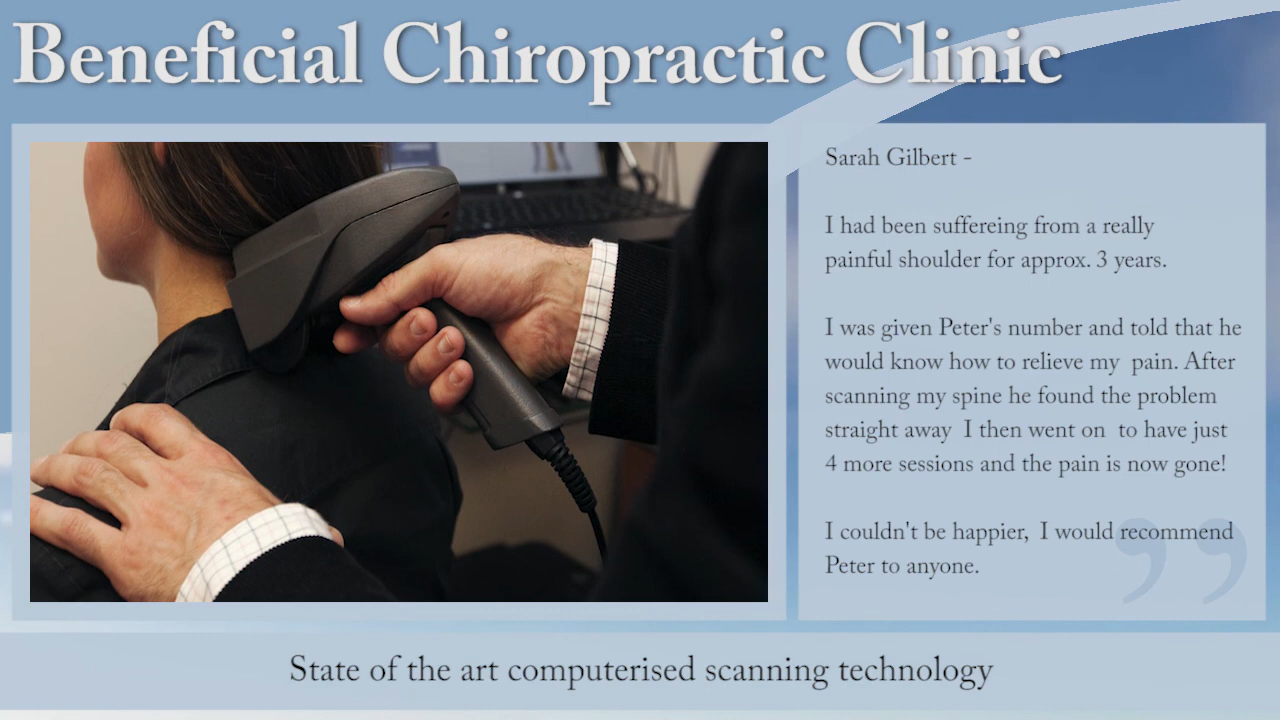 Beneficial Chiropractic Clinic
Sarah Gilbert -
I had been suffereing from a really
painful shoulder for approx. 3 years.
I was given Peter's number and told that he
would know how to relieve my  pain. After
scanning my spine he found the problem
straight away  I then went on  to have just
4 more sessions and the pain is now gone!
I couldn't be happier,  I would recommend
Peter to anyone.
”
State of the art computerised scanning technology